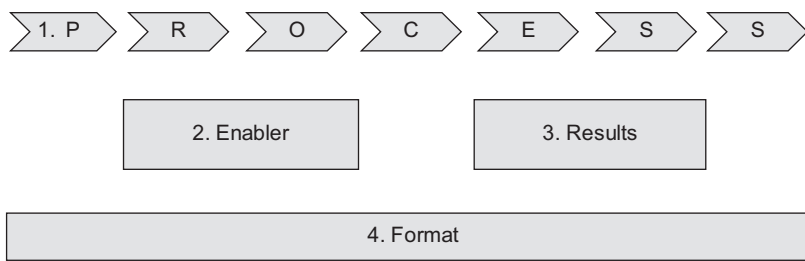 1. P R O C E S S
2. Enabler 3. Results
4. Format